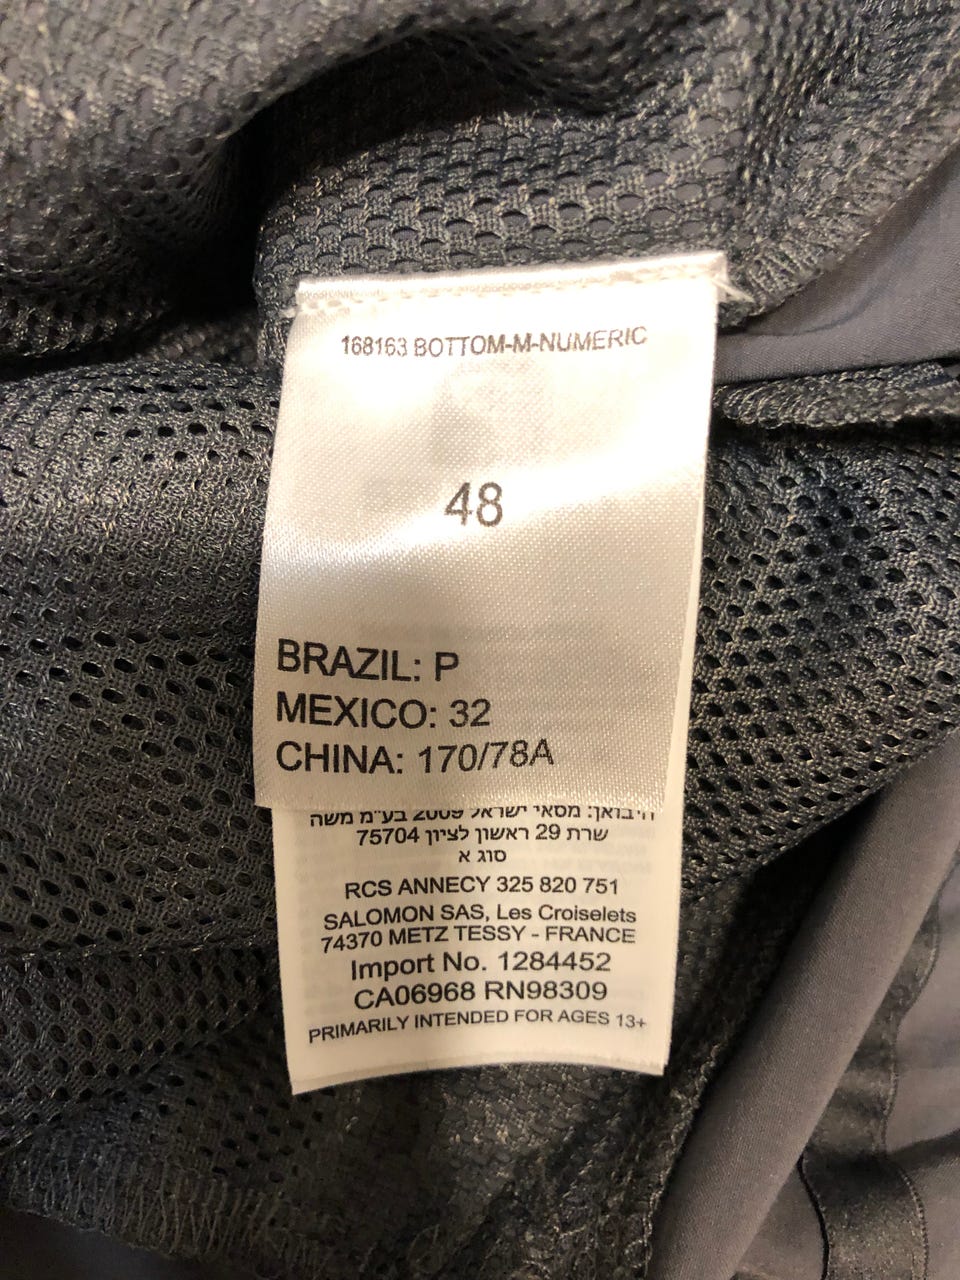 168163 BOTTOM-M-NUMERIC
48
BRAZIL: P
MEXICO: 32
CHINA: 170/78A
היבואן: מסאי ישראל 2009 בע"מ משה
שרת 29 ראשון לציון 75704
סוג א
RCS ANNECY 325 820 751
SALOMON SAS, Les Croiselets
74370 METZ TESSY - FRANCE
Import No. 1284452
CA06968 RN98309
PRIMARILY INTENDED FOR AGES 13+